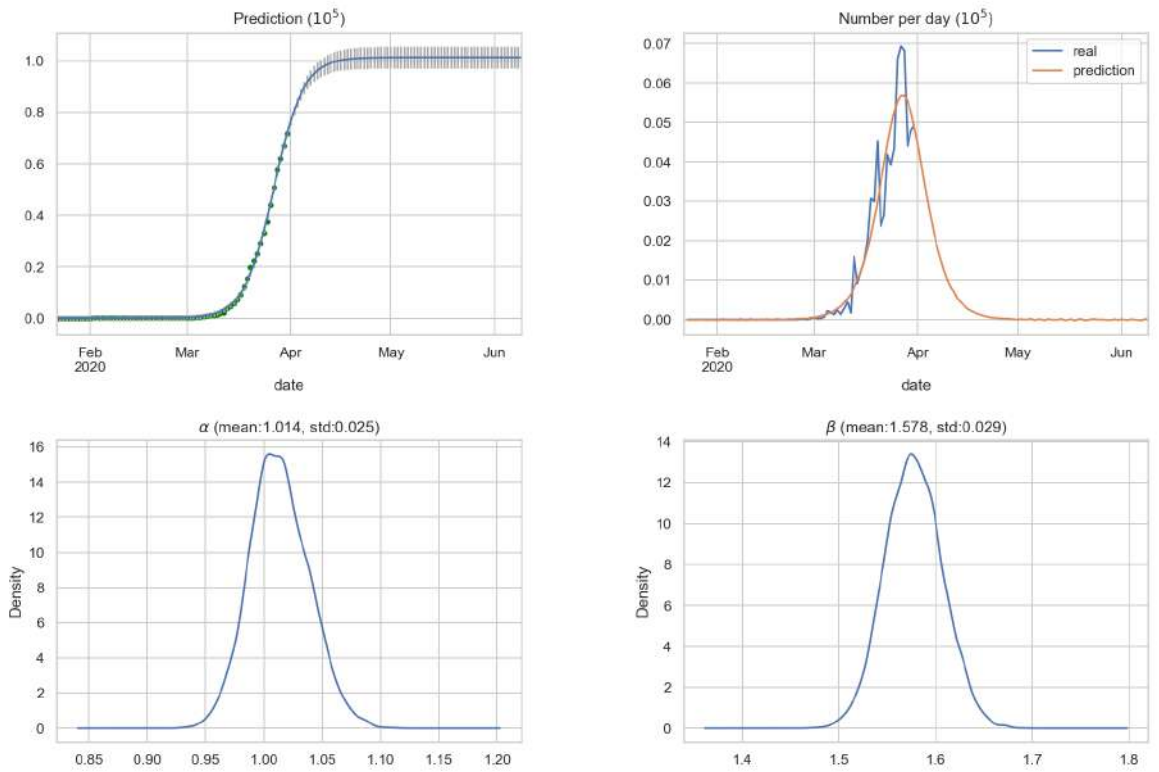 Prediction (10⁵)
1.0
0.8
0.6
0.4
0.2
0.0
Feb
2020
Mar
Apr
May
Jun
date
Number per day (10⁵)
real
prediction
0.07
0.06
0.05
0.04
0.03
0.02
0.01
0.00
Feb
2020
Mar
Apr
May
Jun
date
α (mean:1.014, std:0.025)
Density
16
14
12
10
8
6
4
2
0
0.85
0.90
0.95
1.00
1.05
1.10
1.15
1.20
β (mean:1.578, std:0.029)
Density
14
12
10
8
6
4
2
0
1.4
1.5
1.6
1.7
1.8